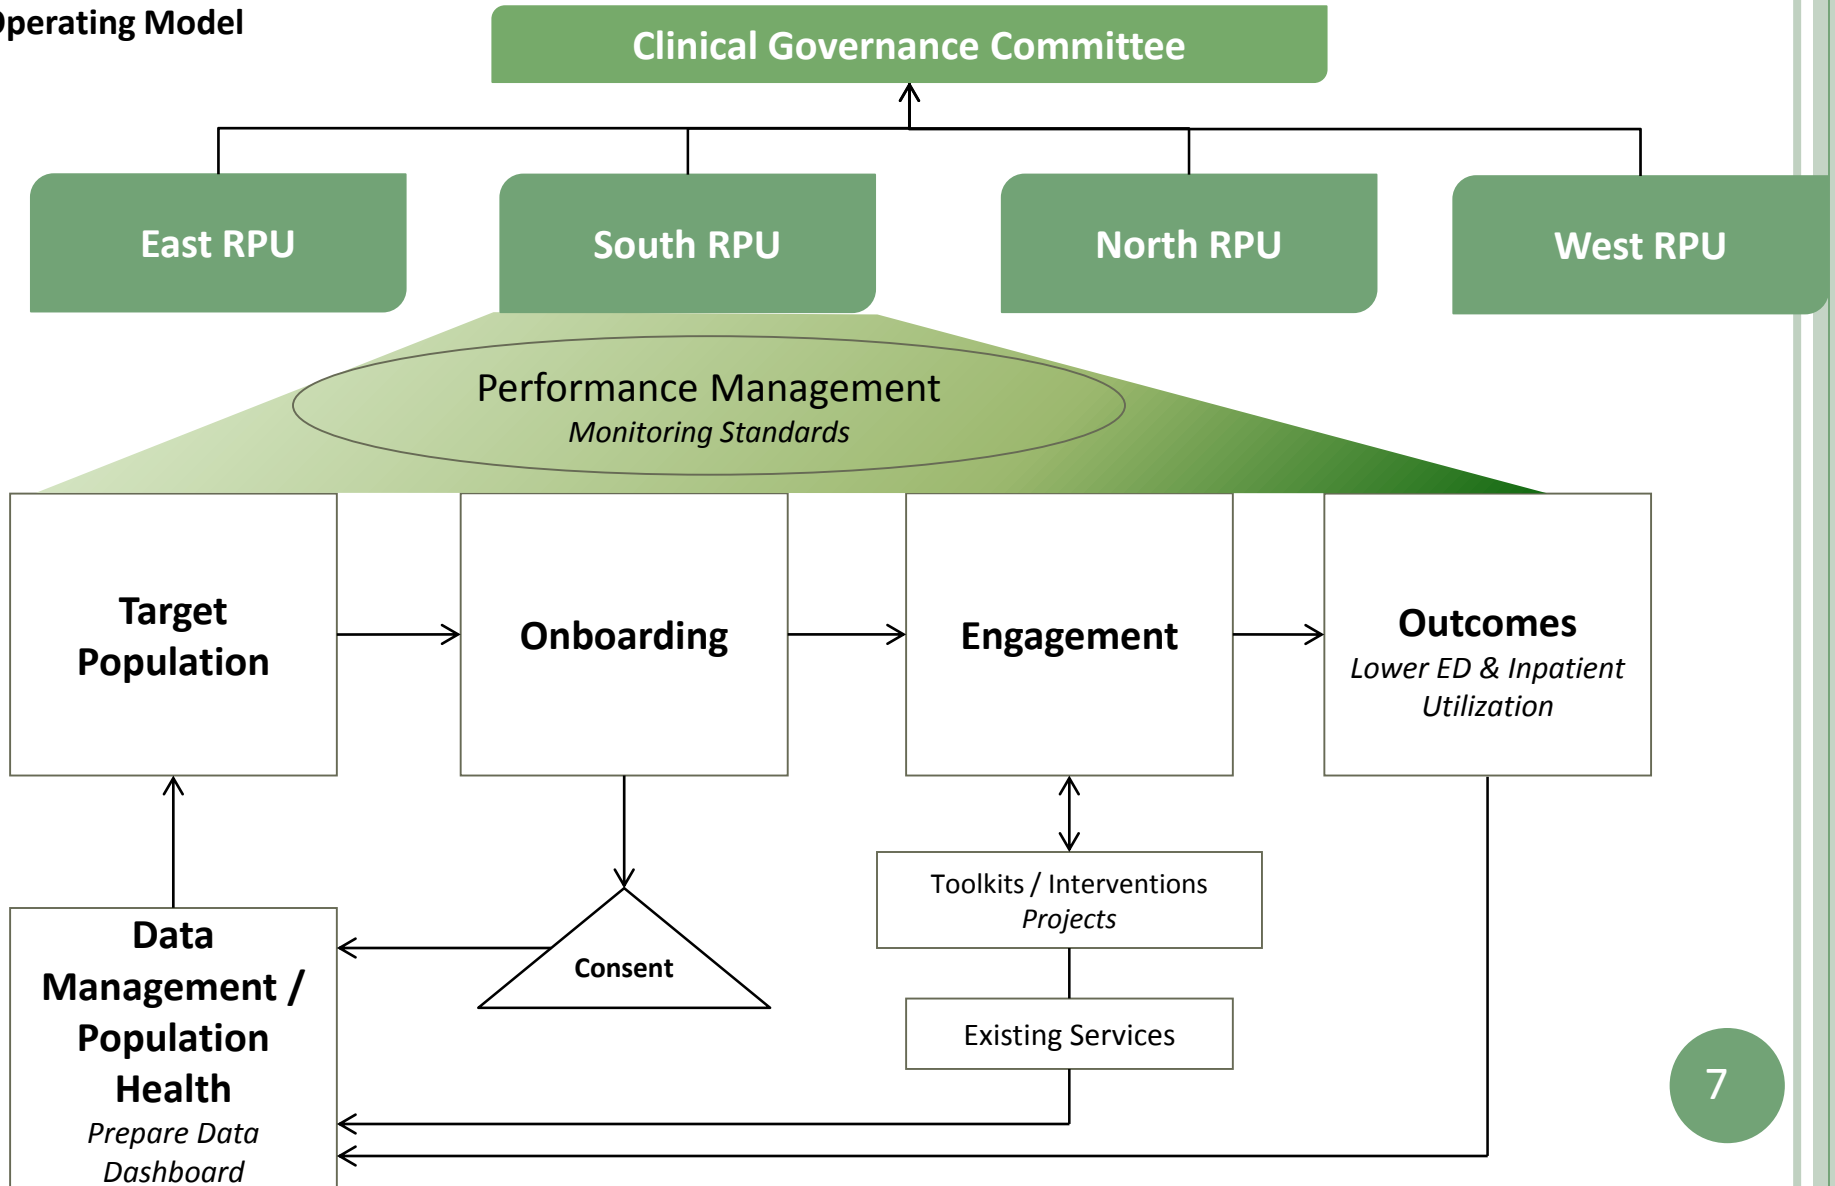 Operating Model
Clinical Governance Committee
East RPU
South RPU
North RPU
West RPU
Performance Management
Monitoring Standards
Target
Population
Onboarding
Engagement
Outcomes
Lower ED & Inpatient
Utilization
Toolkits / Interventions
Projects
Consent
Existing Services
Data
Management /
Population
Health
Prepare Data
Dashboard
7